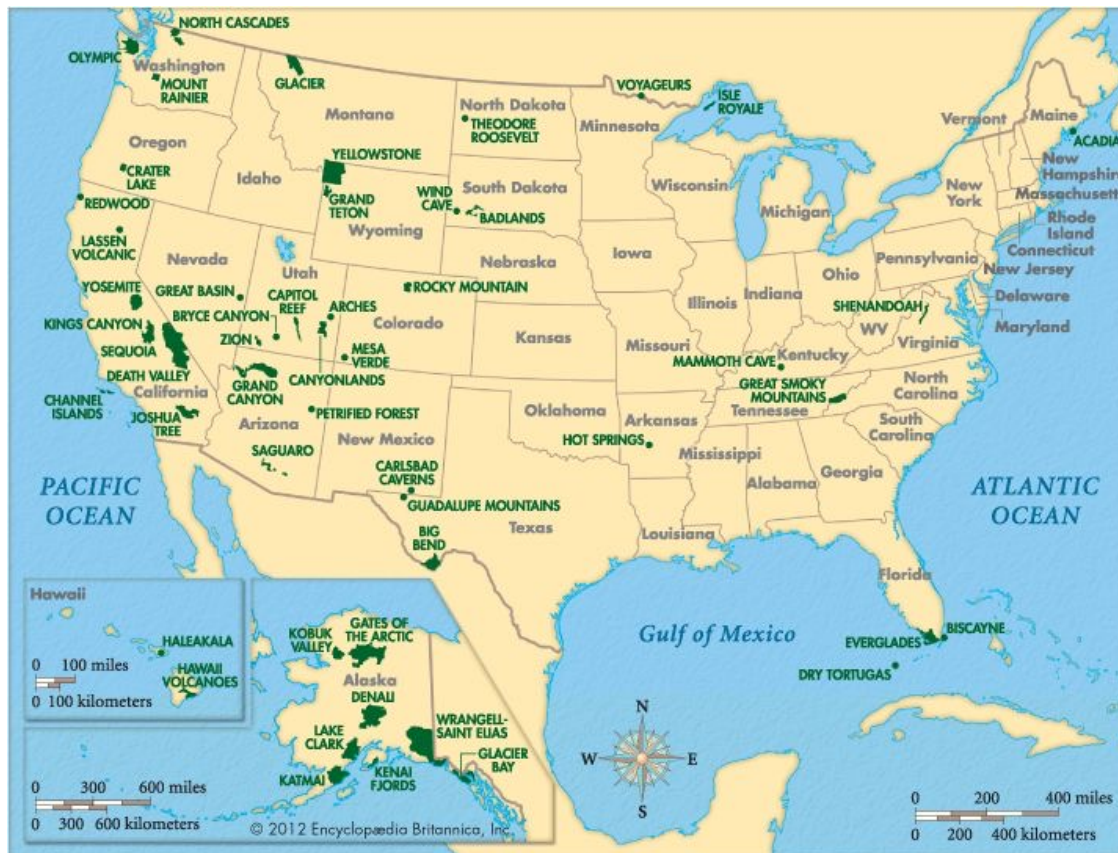 NORTH CASCADES
OLYMPIC
Washington
MOUNT
RAINIER
GLACIER
Montana
North Dakota
THEODORE
ROOSEVELT
VOYAGEURS
Minnesota
ISLE
ROYALE
Vermont
Maine
ACADIA
New
Hampshire
Massachusetts
New
York
Rhode
Island
Connecticut
Oregon
CRATER
LAKE
REDWOOD
Idaho
YELLOWSTONE
GRAND
TETON
Wyoming
WIND
CAVE
South Dakota
BADLANDS
Wisconsin
Michigan
LASSEN
VOLCANIC
Nevada
Utah
Nebraska
Iowa
Pennsylvania
New Jersey
Delaware
Maryland
YOSEMITE
GREAT BASIN
BRYCE CANYON
CAPITOL
REEF
ARCHES
ROCKY MOUNTAIN
Colorado
Kansas
Illinois
Indiana
Ohio
SHENANDOAH
WV
Virginia
KINGS CANYON
SEQUOIA
ZION
MESA
VERDE
Missouri
MAMMOTH CAVE
Kentucky
DEATH VALLEY
California
GRAND
CANYON
CANYONLANDS
GREAT SMOKY
MOUNTAINS
Tennessee
North
Carolina
CHANNEL
ISLANDS
JOSHUA
TREE
Arizona
PETRIFIED FOREST
New Mexico
Oklahoma
Arkansas
HOT SPRINGS
South
Carolina
SAGUARO
CARLSBAD
CAVERNS
GUADALUPE MOUNTAINS
Mississippi
Alabama
Georgia
PACIFIC
OCEAN
BIG
BEND
Texas
Louisiana
ATLANTIC
OCEAN
Florida
Gulf of Mexico
EVERGLADES
BISCAYNE
DRY TORTUGAS
Hawaii
HALEAKALA
HAWAII
VOLCANOES
0 100 miles
0 100 kilometers
KOBUK
VALLEY
GATES OF
THE ARCTIC
Alaska
DENALI
LAKE
CLARK
WRANGELL-
SAINT ELIAS
GLACIER
BAY
KATMAI
KENAI
FJORDS
0 300 600 miles
0 300 600 kilometers
© 2012 Encyclopædia Britannica, Inc.
N
W
E
S
0 200 400 miles
0 200 400 kilometers